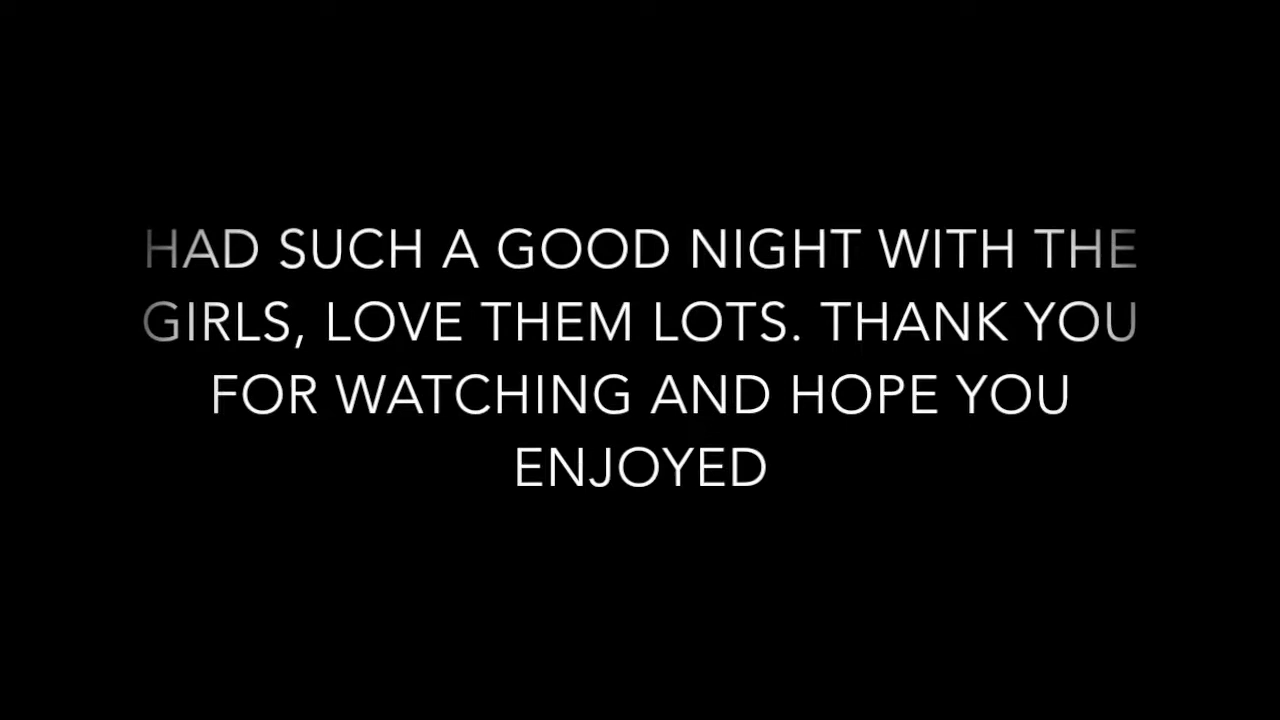 HAD SUCH A GOOD NIGHT WITH THE
GIRLS, LOVE THEM LOTS. THANK YOU
FOR WATCHING AND HOPE YOU
ENJOYED